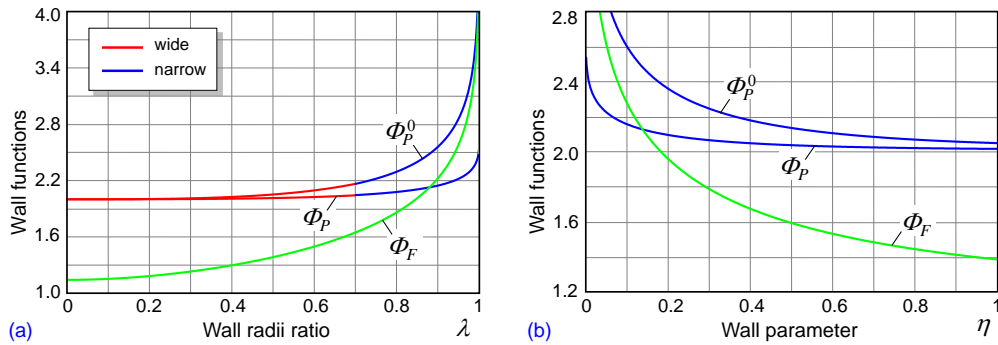 4.0
3.4
2.8
2.2
1.6
1.0
Wall functions
wide
narrow
Φ_P^0
Φ_P
Φ_F
0
0.2
0.4
0.6
0.8
1
(a)
Wall radii ratio
λ
2.8
2.4
2.0
1.6
1.2
Wall functions
Φ_P^0
Φ_P
Φ_F
0
0.2
0.4
0.6
0.8
1
(b)
Wall parameter
η